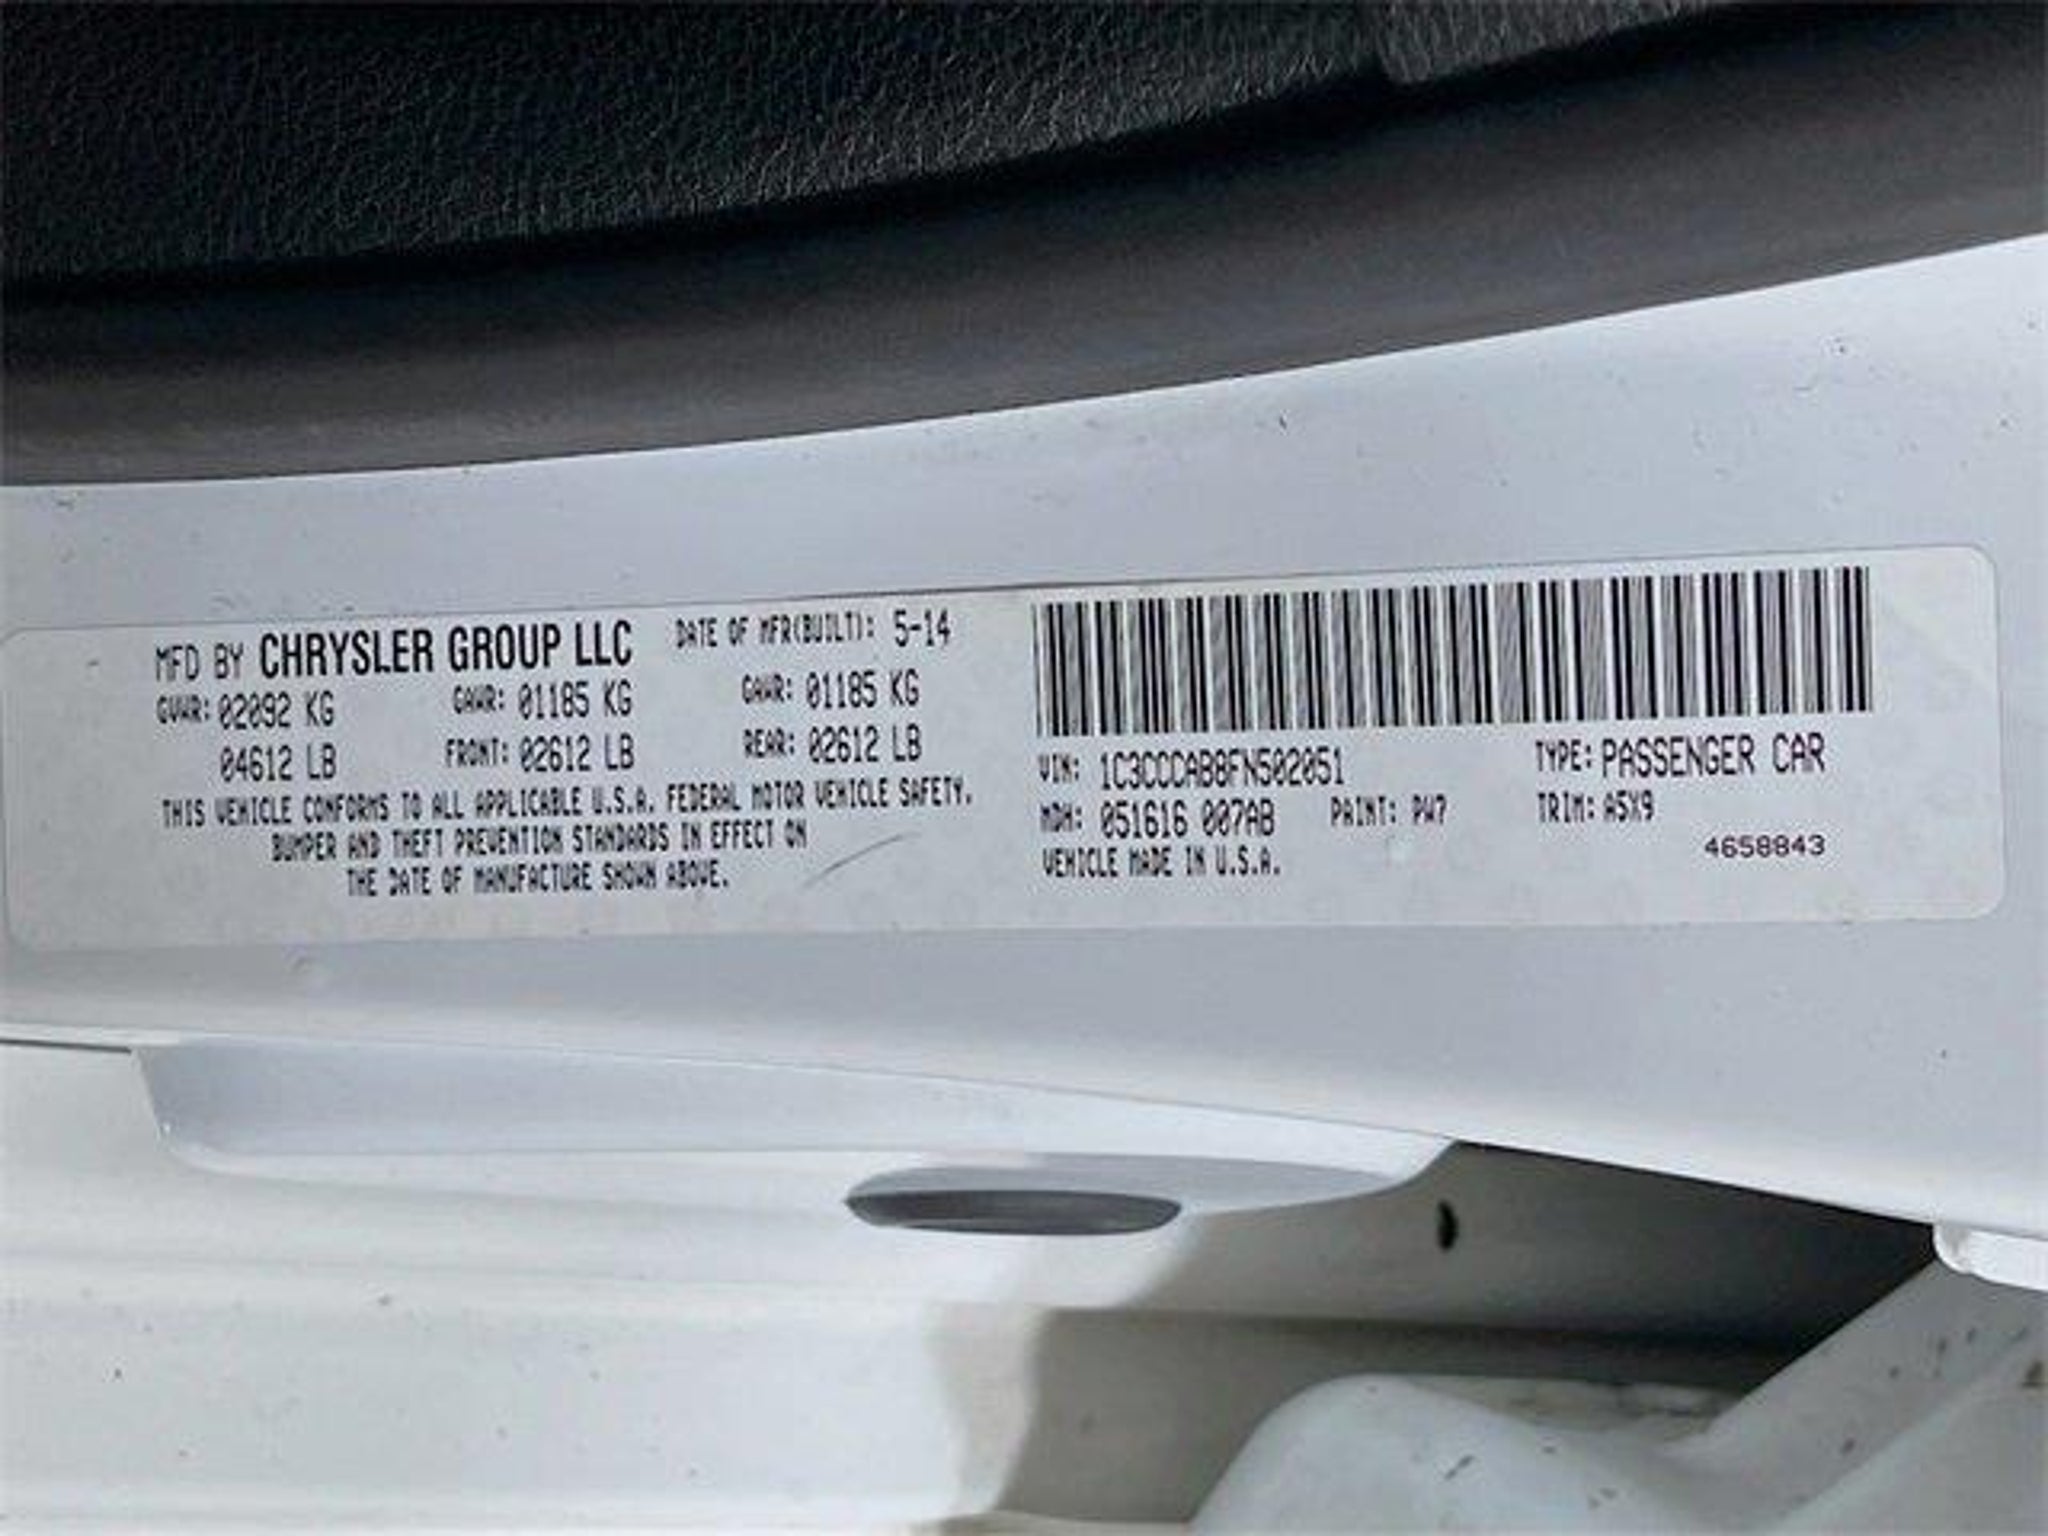 MFD BY CHRYSLER GROUP LLC DATE OF MFR(BUILT): 5-14
GVWR: 02092 KG GAWR: 01185 KG GAWR: 01185 KG
04612 LB FRONT: 02612 LB REAR: 02612 LB
THIS VEHICLE CONFORMS TO ALL APPLICABLE U.S.A. FEDERAL MOTOR VEHICLE SAFETY,
BUMPER AND THEFT PREVENTION STANDARDS IN EFFECT ON
THE DATE OF MANUFACTURE SHOWN ABOVE.
VIN: 1C3CCCAB8FN502051 TYPE: PASSENGER CAR
MDH: 051616 007AB PAINT: PW7 TRIM: A5X9
VEHICLE MADE IN U.S.A. 4658843